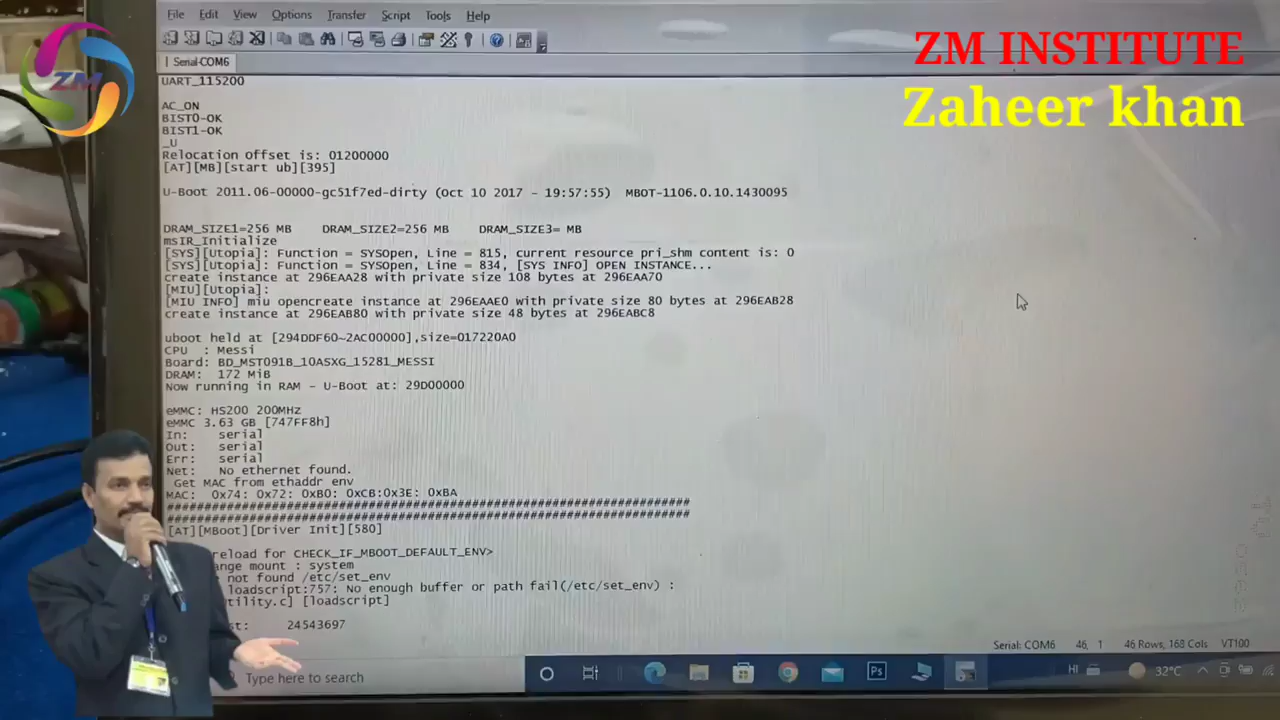 File Edit View Options Transfer Script Tools Help
ZM INSTITUTE
Zaheer khan
ZM
Serial-COM6
UART_115200
AC_ON
BIST0-OK
BIST1-OK
_U
Relocation Offset is: 01200000
[AT][MB][start ub][395]
U-Boot 2011.06-00000-gc51f7ed-dirty (Oct 10 2017 - 19:57:55) MBOT-1106.0.10.1430095
DRAM_SIZE1=256 MB DRAM_SIZE2=256 MB DRAM_SIZE3= MB
msIR_Initialize
[SYS][Utopia]: Function = SYSOpen, Line = 815, current resource pri_shm content is: 0
[SYS][Utopia]: Function = SYSOpen, Line = 834, [SYS INFO] OPEN INSTANCE...
create instance at 296EAA28 with private size 108 bytes at 296EAA70
[MIU][Utopia]:
[MIU INFO] miu opencreate instance at 296EAAE0 with private size 80 bytes at 296EAB28
create instance at 296EAB80 with private size 48 bytes at 296EABC8
uboot held at [294DDF60~2AC00000],size=017220A0
CPU : Messi
Board: BD_MST091B_10ASXG_15281_MESSI
DRAM: 172 MiB
Now running in RAM - U-Boot at: 29D00000
eMMC: HS200 200MHz
eMMC 3.63 GB [747FF8h]
In: serial
Out: serial
Err: serial
Net: No ethernet found.
Get MAC from ethaddr env
MAC: 0x74: 0x72: 0xB0: 0xCB:0x3E: 0xBA
[AT][MBoot][Driver Init][580]
reload for CHECK_IF_MBOOT_DEFAULT_ENV>
ange mount : system
not found /etc/set_env
loadscript:757: No enough buffer or path fail(/etc/set_env) :
tility.c] [loadscript]
st: 24543697
Serial: COM6 46, 1 46 Rows, 168 Cols VT100
Type here to search
Ps
HI
32°C